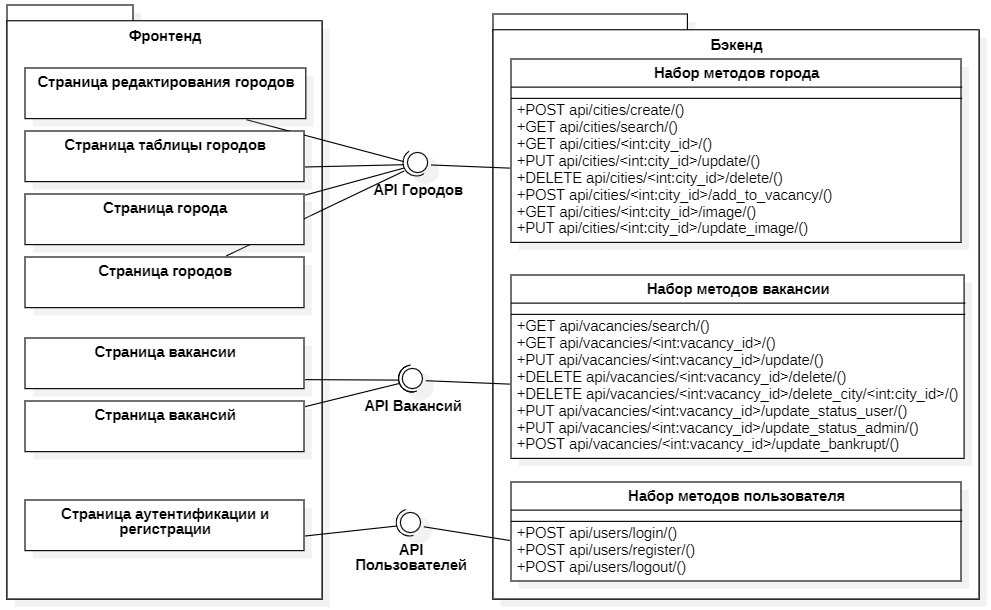 Фронтенд
Страница редактирования городов
Страница таблицы городов
Страница города
Страница городов
Страница вакансии
Страница вакансий
Страница аутентификации и
регистрации
API Городов
API Вакансий
API
Пользователей
Бэкенд
Набор методов города
+POST api/cities/create/()
+GET api/cities/search/()
+GET api/cities/<int:city_id>/()
+PUT api/cities/<int:city_id>/update/()
+DELETE api/cities/<int:city_id>/delete/()
+POST api/cities/<int:city_id>/add_to_vacancy/()
+GET api/cities/<int:city_id>/image/()
+PUT api/cities/<int:city_id>/update_image/()
Набор методов вакансии
+GET api/vacancies/search/()
+GET api/vacancies/<int:vacancy_id>/()
+PUT api/vacancies/<int:vacancy_id>/update/()
+DELETE api/vacancies/<int:vacancy_id>/delete/()
+DELETE api/vacancies/<int:vacancy_id>/delete_city/<int:city_id>/()
+PUT api/vacancies/<int:vacancy_id>/update_status_user/()
+PUT api/vacancies/<int:vacancy_id>/update_status_admin/()
+POST api/vacancies/<int:vacancy_id>/update_bankrupt/()
Набор методов пользователя
+POST api/users/login/()
+POST api/users/register/()
+POST api/users/logout/()